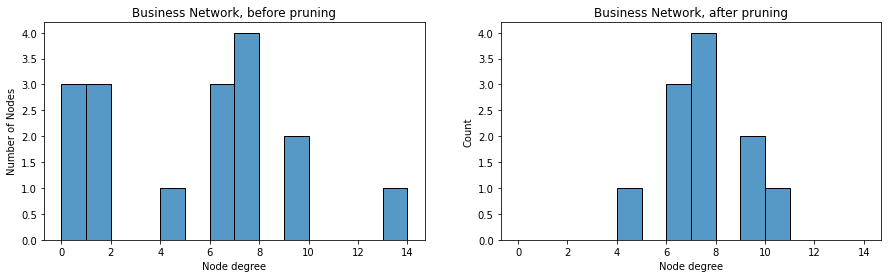 Business Network, before pruning
4.0
3.5
3.0
2.5
2.0
1.5
1.0
0.5
0.0
Number of Nodes
0 2 4 6 8 10 12 14
Node degree
Business Network, after pruning
4.0
3.5
3.0
2.5
2.0
1.5
1.0
0.5
0.0
Count
0 2 4 6 8 10 12 14
Node degree